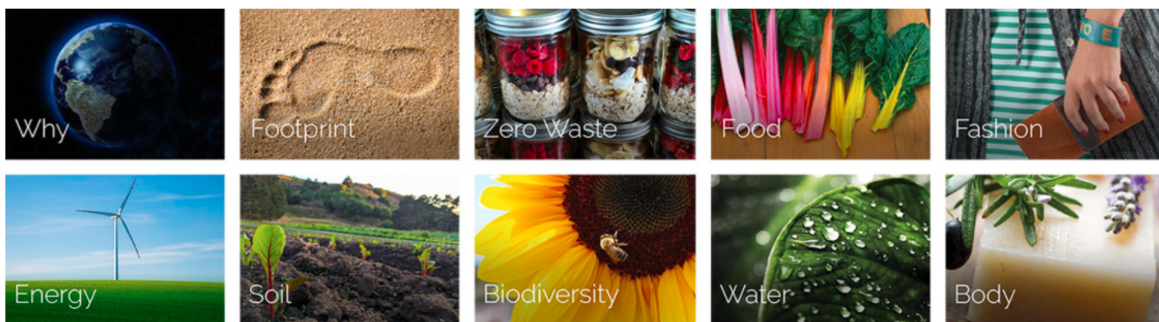 Why
Footprint
Zero Waste
Food
Fashion
Energy
Soil
Biodiversity
Water
Body